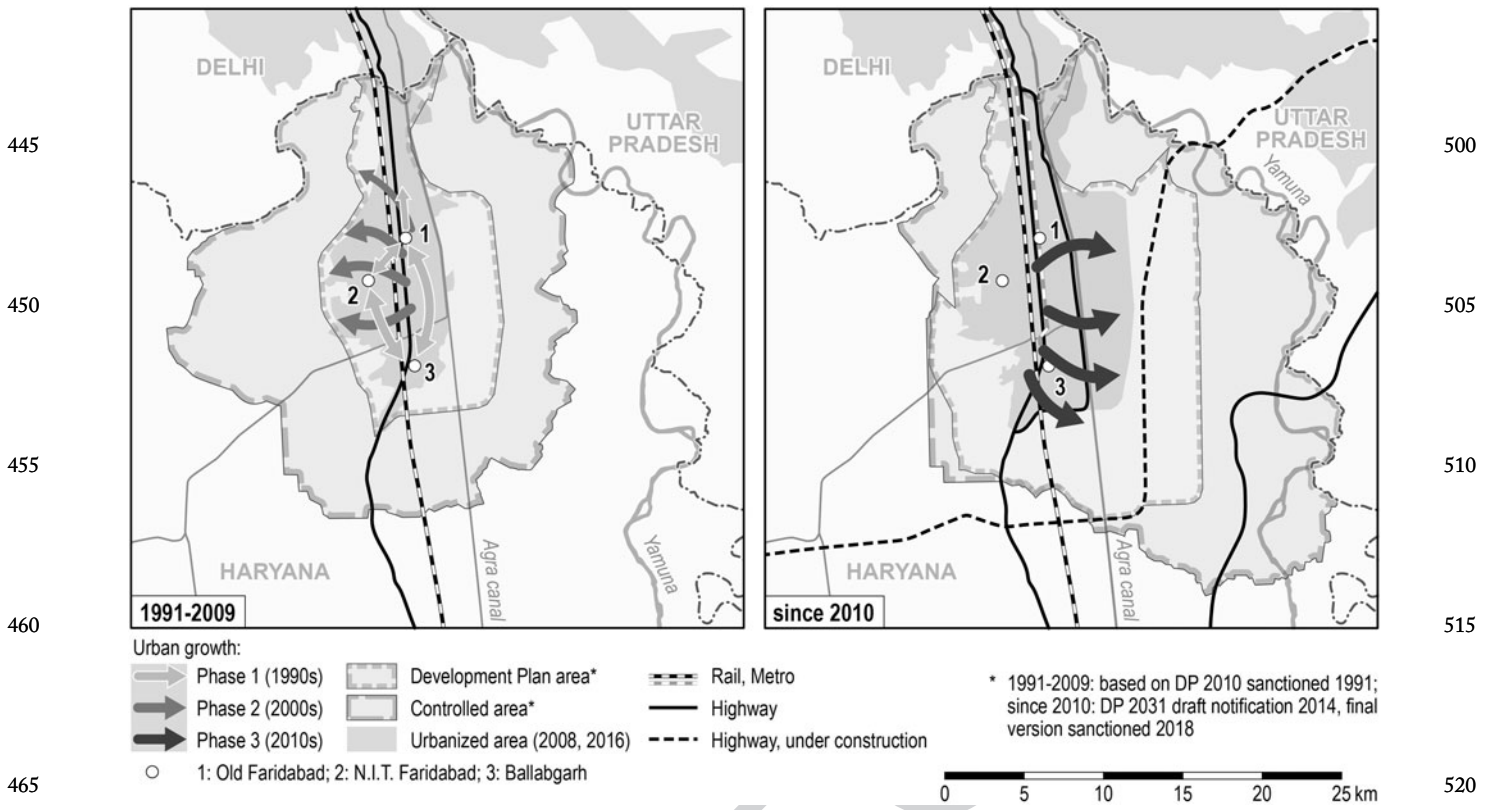 445
450
455
460
465
DELHI
UTTAR
PRADESH
1
2
3
HARYANA
Agra canal
Yamuna
1991-2009
DELHI
UTTAR
PRADESH
Yamuna
1
2
3
HARYANA
Agra canal
since 2010
500
505
510
515
520
Urban growth:
Phase 1 (1990s)
Phase 2 (2000s)
Phase 3 (2010s)
Development Plan area*
Controlled area*
Urbanized area (2008, 2016)
Rail, Metro
Highway
Highway, under construction
1: Old Faridabad; 2: N.I.T. Faridabad; 3: Ballabgarh
* 1991-2009: based on DP 2010 sanctioned 1991;
since 2010: DP 2031 draft notification 2014, final
version sanctioned 2018
0 5 10 15 20 25 km